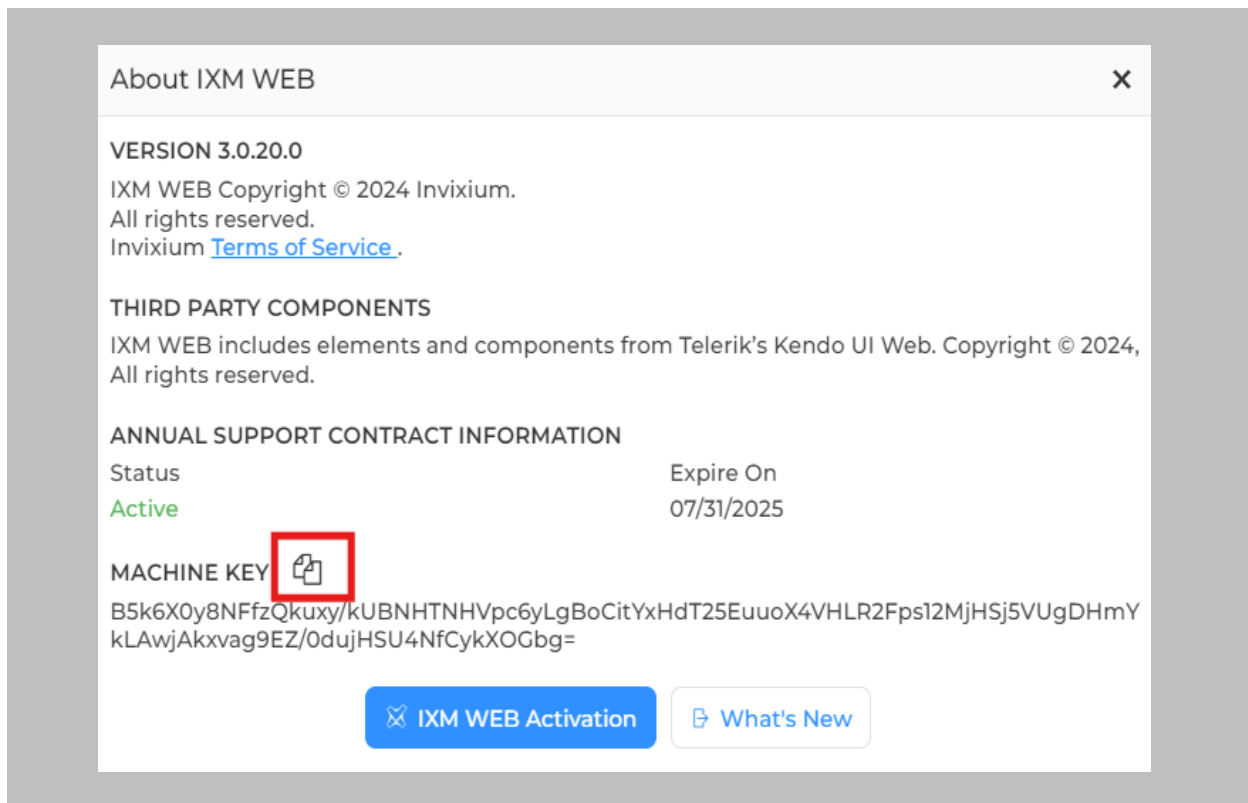 About IXM WEB
VERSION 3.0.20.0
IXM WEB Copyright © 2024 Invixium.
All rights reserved.
Invixium Terms of Service .
THIRD PARTY COMPONENTS
IXM WEB includes elements and components from Telerik’s Kendo UI Web. Copyright © 2024,
All rights reserved.
ANNUAL SUPPORT CONTRACT INFORMATION
Status Expire On
Active 07/31/2025
MACHINE KEY
B5k6X0y8NFfzQkuxy/kUBNHTNHVpc6yLgBoCitYxHdT25EuuoX4VHLR2Fps12MjHSj5VUgDHmY
kLAwjAkxvag9EZ/0dujHSU4NfCykXOGbg=
IXM WEB Activation What's New